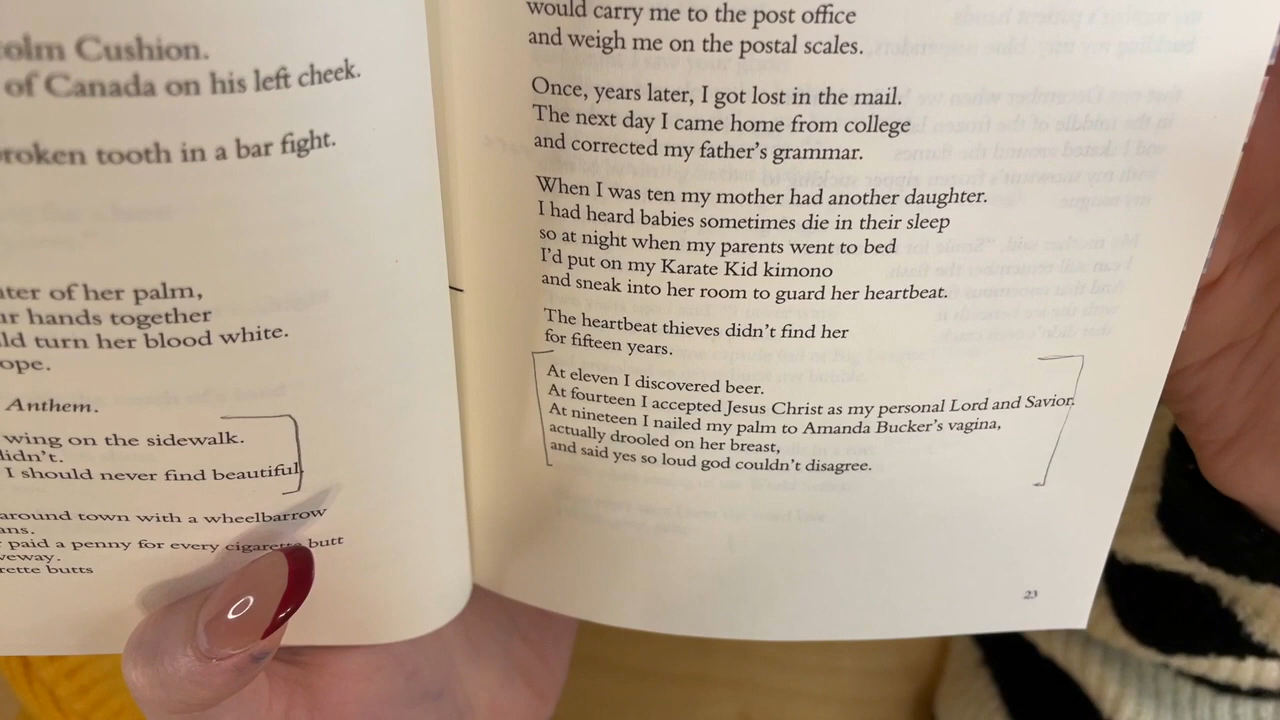 olm Cushion.
of Canada on his left cheek.
roken tooth in a bar fight.
ter of her palm,
r hands together
ld turn her blood white.
ope.
Anthem.
wing on the sidewalk.
didn't.
I should never find beautiful.
around town with a wheelbarrow
ans.
paid a penny for every cigarette butt
veway.
rette butts
would carry me to the post office
and weigh me on the postal scales.
Once, years later, I got lost in the mail.
The next day I came home from college
and corrected my father's grammar.
When I was ten my mother had another daughter.
I had heard babies sometimes die in their sleep
so at night when my parents went to bed
I'd put on my Karate Kid kimono
and sneak into her room to guard her heartbeat.
The heartbeat thieves didn't find her
for fifteen years.
At eleven I discovered beer.
At fourteen I accepted Jesus Christ as my personal Lord and Savior.
At nineteen I nailed my palm to Amanda Bucker's vagina,
actually drooled on her breast,
and said yes so loud god couldn't disagree.
23